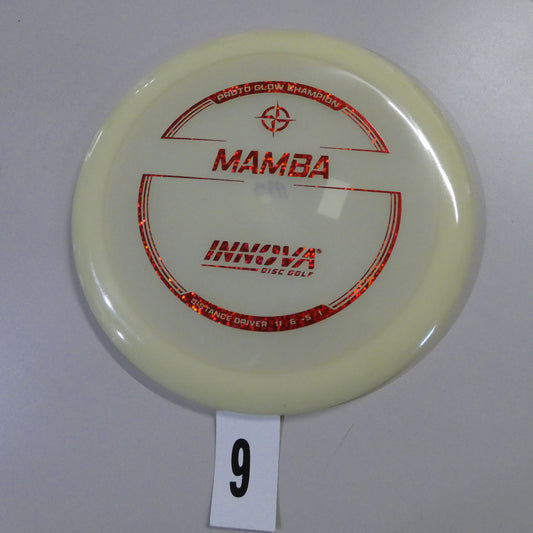 PROTO GLOW CHAMPION
MAMBA
INNOVA
DISC GOLF
DISTANCE DRIVER 11 6 -5 1
9